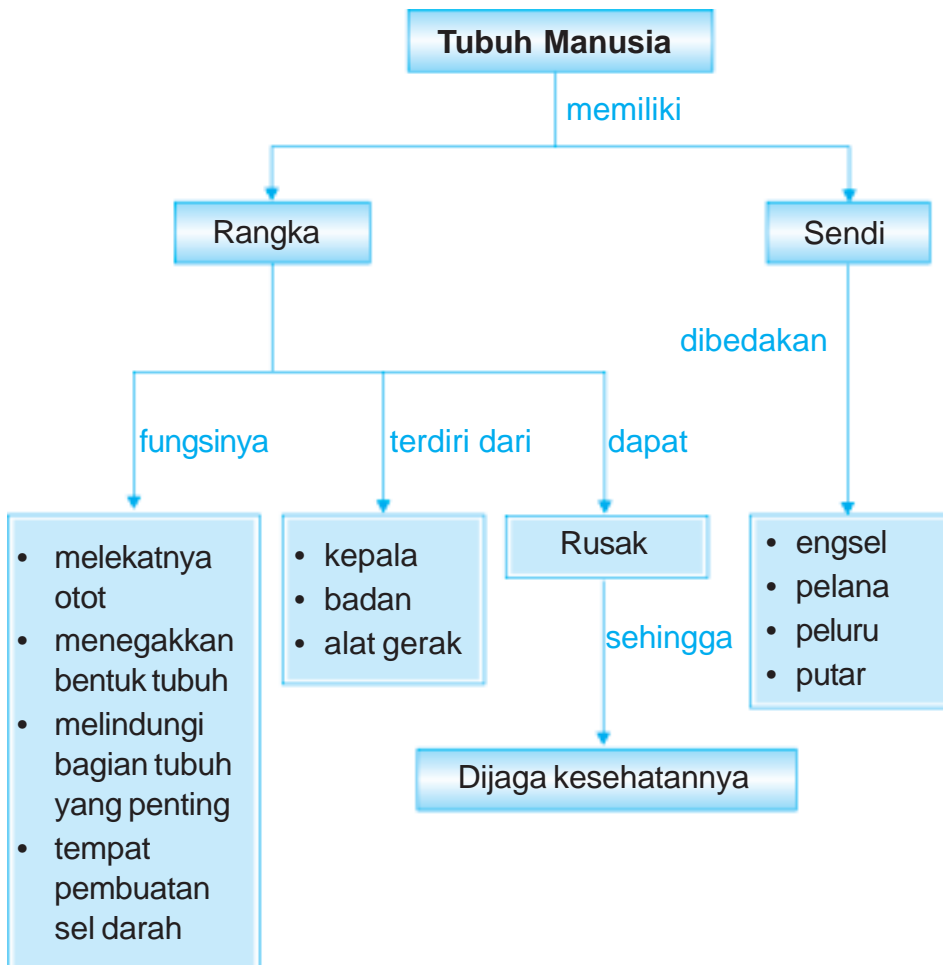 Tubuh Manusia
memiliki
Rangka
Sendi
dibedakan
fungsinya
terdiri dari
dapat
• melekatnya
otot
• menegakkan
bentuk tubuh
• melindungi
bagian tubuh
yang penting
• tempat
pembuatan
sel darah
• kepala
• badan
• alat gerak
Rusak
sehingga
Dijaga kesehatannya
• engsel
• pelana
• peluru
• putar